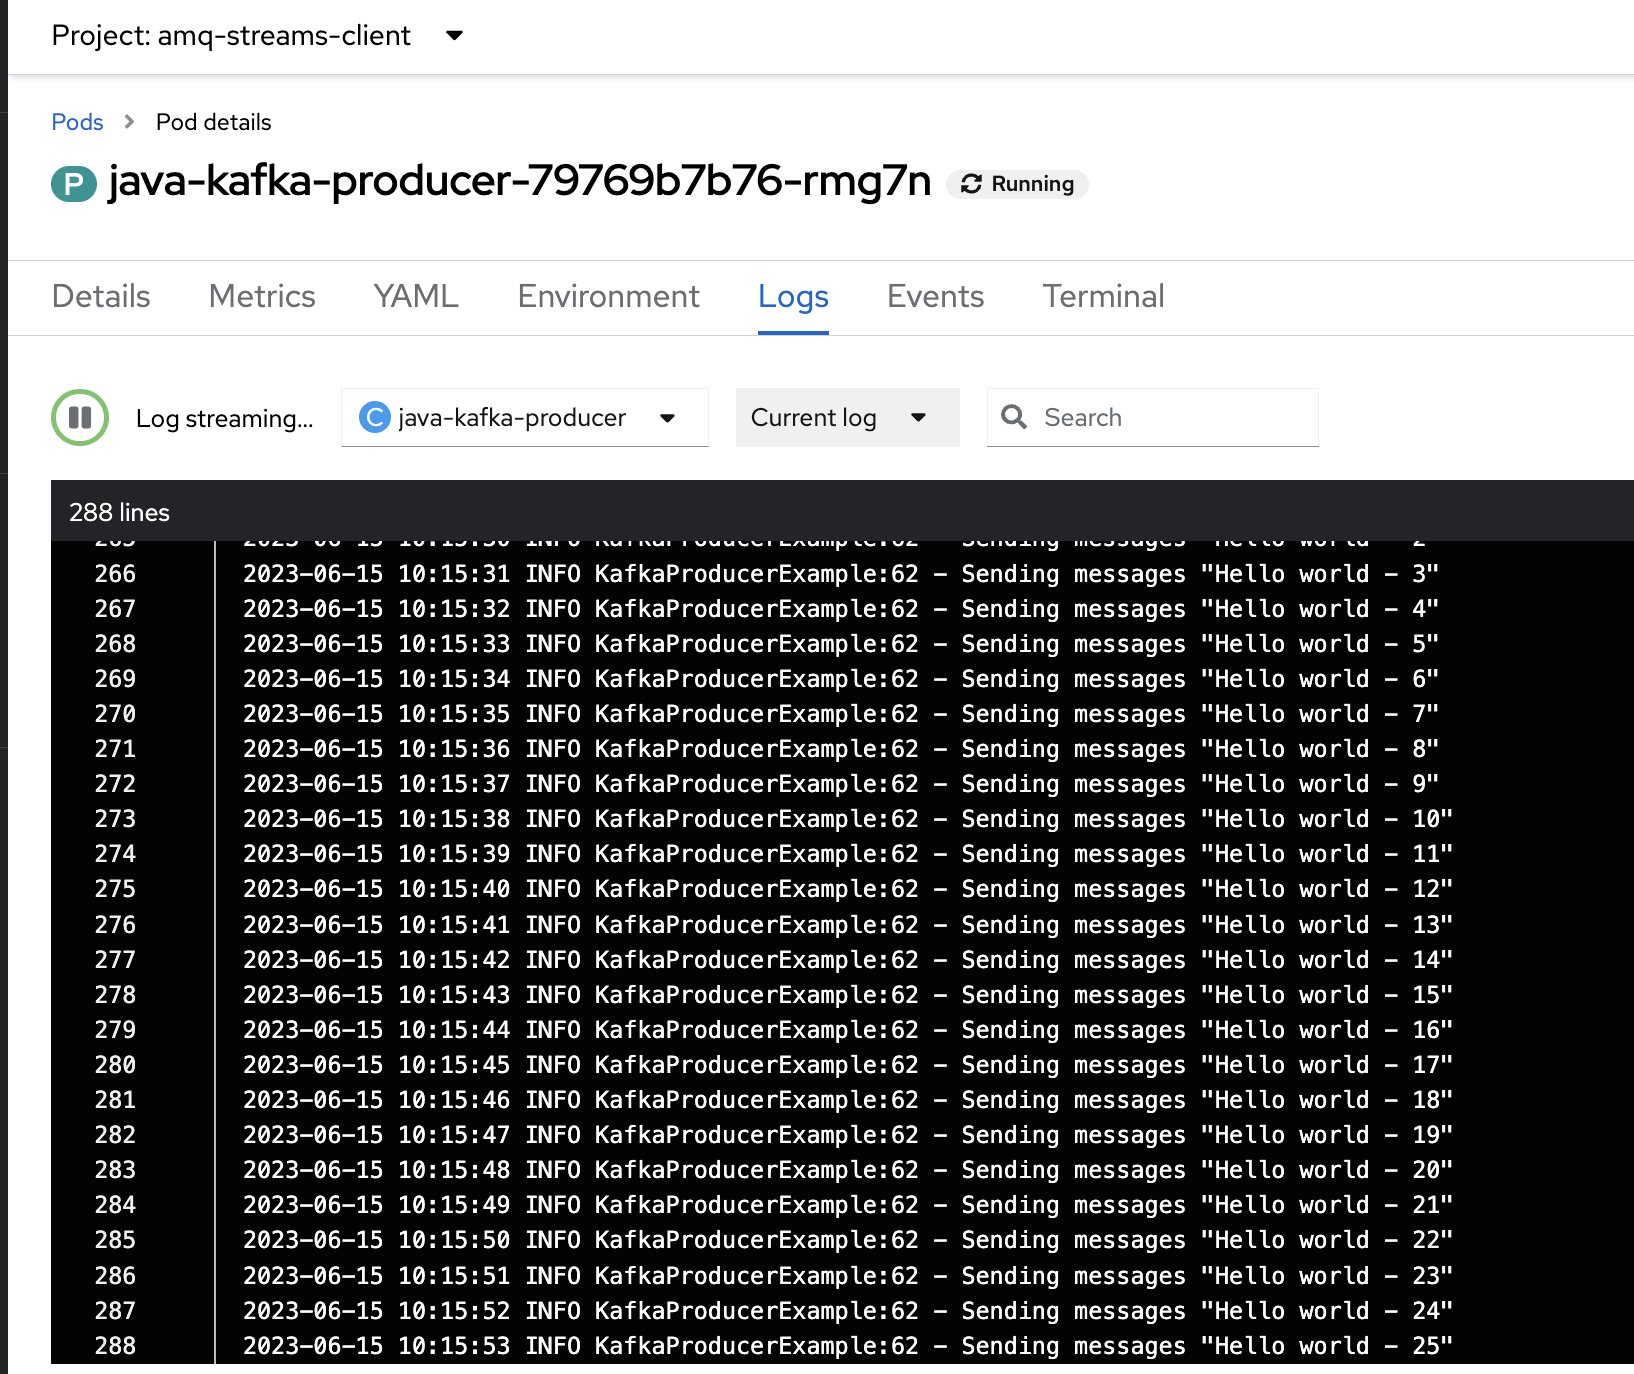 Project: amq-streams-client
Pods > Pod details
P java-kafka-producer-79769b7b76-rmg7n Running
Details Metrics YAML Environment Logs Events Terminal
Log streaming... C java-kafka-producer Current log Search
288 lines
265 2023-06-15 10:15:30 INFO KafkaProducerExample:62 - Sending messages "Hello world - 2"
266 2023-06-15 10:15:31 INFO KafkaProducerExample:62 - Sending messages "Hello world - 3"
267 2023-06-15 10:15:32 INFO KafkaProducerExample:62 - Sending messages "Hello world - 4"
268 2023-06-15 10:15:33 INFO KafkaProducerExample:62 - Sending messages "Hello world - 5"
269 2023-06-15 10:15:34 INFO KafkaProducerExample:62 - Sending messages "Hello world - 6"
270 2023-06-15 10:15:35 INFO KafkaProducerExample:62 - Sending messages "Hello world - 7"
271 2023-06-15 10:15:36 INFO KafkaProducerExample:62 - Sending messages "Hello world - 8"
272 2023-06-15 10:15:37 INFO KafkaProducerExample:62 - Sending messages "Hello world - 9"
273 2023-06-15 10:15:38 INFO KafkaProducerExample:62 - Sending messages "Hello world - 10"
274 2023-06-15 10:15:39 INFO KafkaProducerExample:62 - Sending messages "Hello world - 11"
275 2023-06-15 10:15:40 INFO KafkaProducerExample:62 - Sending messages "Hello world - 12"
276 2023-06-15 10:15:41 INFO KafkaProducerExample:62 - Sending messages "Hello world - 13"
277 2023-06-15 10:15:42 INFO KafkaProducerExample:62 - Sending messages "Hello world - 14"
278 2023-06-15 10:15:43 INFO KafkaProducerExample:62 - Sending messages "Hello world - 15"
279 2023-06-15 10:15:44 INFO KafkaProducerExample:62 - Sending messages "Hello world - 16"
280 2023-06-15 10:15:45 INFO KafkaProducerExample:62 - Sending messages "Hello world - 17"
281 2023-06-15 10:15:46 INFO KafkaProducerExample:62 - Sending messages "Hello world - 18"
282 2023-06-15 10:15:47 INFO KafkaProducerExample:62 - Sending messages "Hello world - 19"
283 2023-06-15 10:15:48 INFO KafkaProducerExample:62 - Sending messages "Hello world - 20"
284 2023-06-15 10:15:49 INFO KafkaProducerExample:62 - Sending messages "Hello world - 21"
285 2023-06-15 10:15:50 INFO KafkaProducerExample:62 - Sending messages "Hello world - 22"
286 2023-06-15 10:15:51 INFO KafkaProducerExample:62 - Sending messages "Hello world - 23"
287 2023-06-15 10:15:52 INFO KafkaProducerExample:62 - Sending messages "Hello world - 24"
288 2023-06-15 10:15:53 INFO KafkaProducerExample:62 - Sending messages "Hello world - 25"